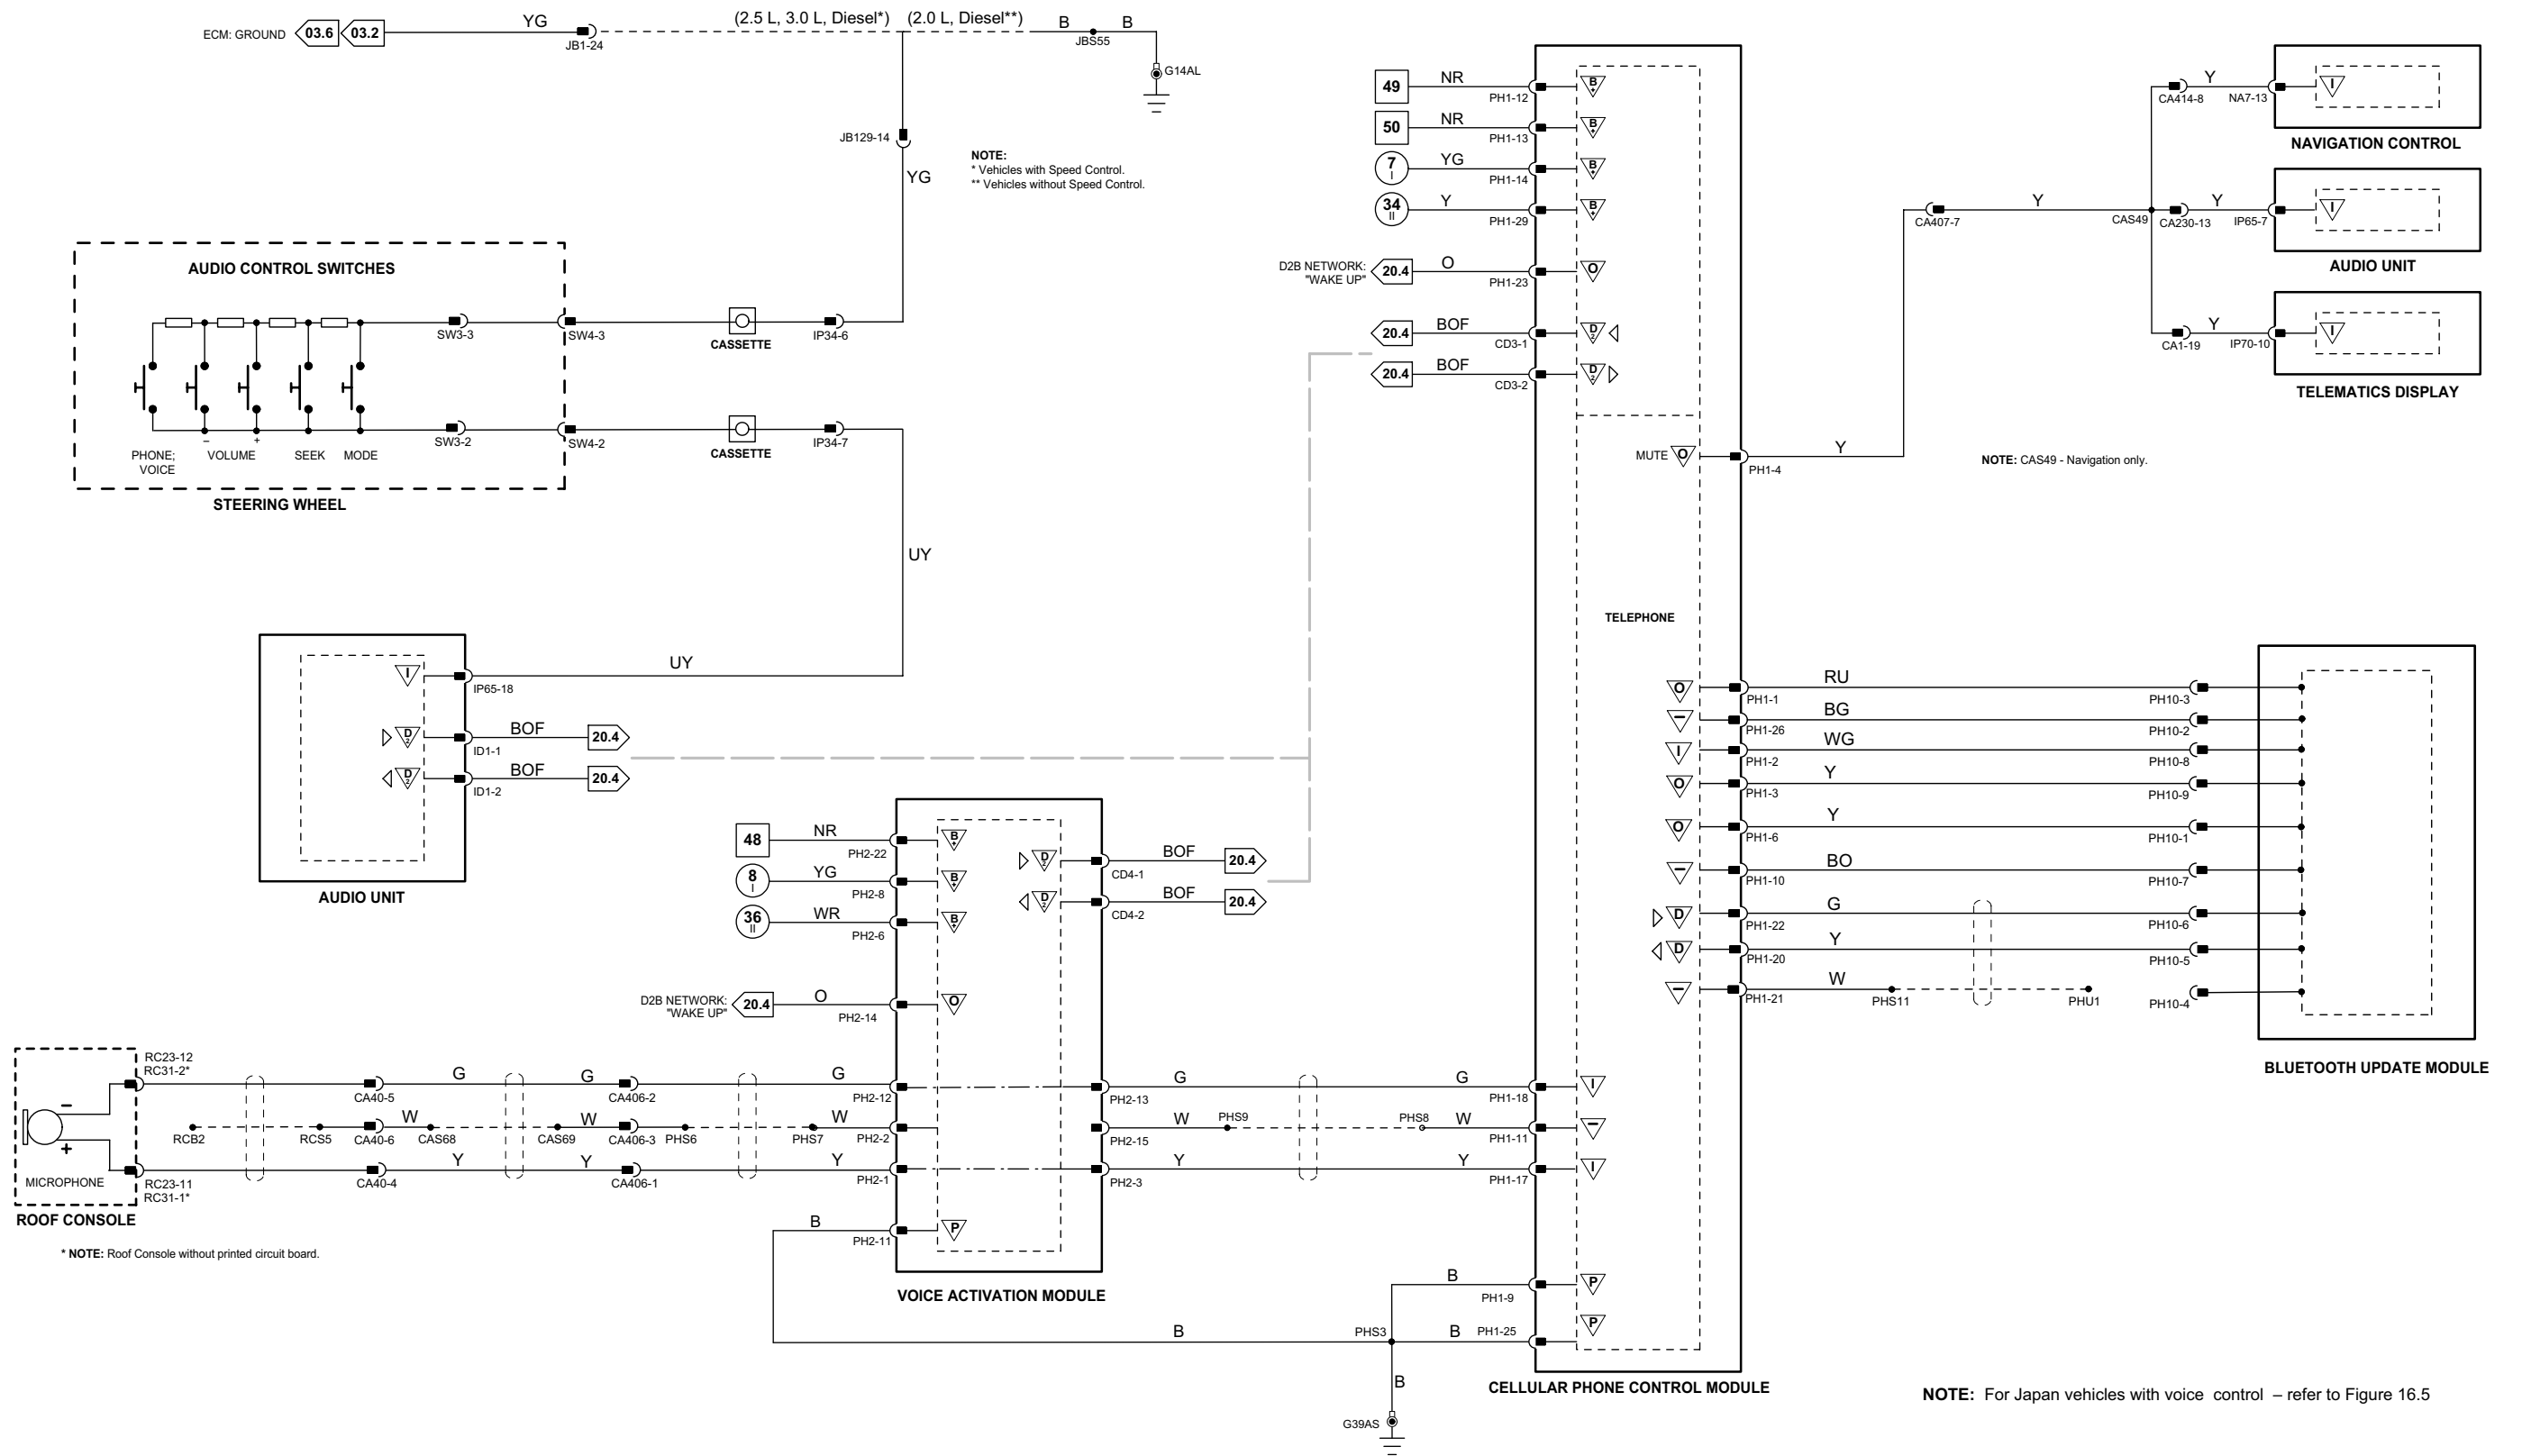 ECM: GROUND 03.6 03.2 YG JB1-24 (2.5 L, 3.0 L, Diesel*) (2.0 L, Diesel**) B JBS55 B
G14AL
JB129-14
YG
NOTE:
* Vehicles with Speed Control.
** Vehicles without Speed Control.
AUDIO CONTROL SWITCHES
SW3-3 SW4-3 CASSETTE IP34-6
SW3-2 SW4-2 CASSETTE IP34-7
– +
PHONE; VOLUME SEEK MODE
VOICE
STEERING WHEEL
UY
UY
I IP65-18
D2 ID1-1 BOF 20.4
D2 ID1-2 BOF 20.4
AUDIO UNIT
48 NR PH2-22 B+
8 I YG PH2-8 B+
36 II WR PH2-6 B+
D2 CD4-1 BOF 20.4
D2 CD4-2 BOF 20.4
D2B NETWORK:
"WAKE UP"
20.4 O PH2-14 O
RC23-12
RC31-2*
CA40-5 G G CA406-2 G PH2-12
– +
RCB2 RCS5 CA40-6 W CAS68 CAS69 W CA406-3 PHS6 PHS7 W PH2-2
MICROPHONE
RC23-11
RC31-1*
CA40-4 Y Y CA406-1 Y PH2-1
ROOF CONSOLE
* NOTE: Roof Console without printed circuit board.
B PH2-11 P
VOICE ACTIVATION MODULE
PH2-13 G G PH1-18 I
PH2-15 W PHS9 PHS8 W PH1-11 –
PH2-3 Y Y PH1-17 I
B PH1-9 P
B PHS3 B PH1-25 P
B
G39AS
49 NR PH1-12 B+
50 NR PH1-13 B+
7 I YG PH1-14 B+
34 II Y PH1-29 B+
D2B NETWORK:
"WAKE UP"
20.4 O PH1-23 O
20.4 BOF CD3-1 D2
20.4 BOF CD3-2 D2
MUTE O PH1-4 Y
TELEPHONE
CA407-7 Y CAS49
CA414-8 Y NA7-13 I
NAVIGATION CONTROL
CA230-13 Y IP65-7 I
AUDIO UNIT
CA1-19 Y IP70-10 I
TELEMATICS DISPLAY
NOTE: CAS49 - Navigation only.
O PH1-1 RU PH10-3
– PH1-26 BG PH10-2
I PH1-2 WG PH10-8
O PH1-3 Y PH10-9
O PH1-6 Y PH10-1
– PH1-10 BO PH10-7
D PH1-22 G PH10-6
D PH1-20 Y PH10-5
– PH1-21 W PHS11 PHU1 PH10-4
BLUETOOTH UPDATE MODULE
CELLULAR PHONE CONTROL MODULE
NOTE: For Japan vehicles with voice control – refer to Figure 16.5